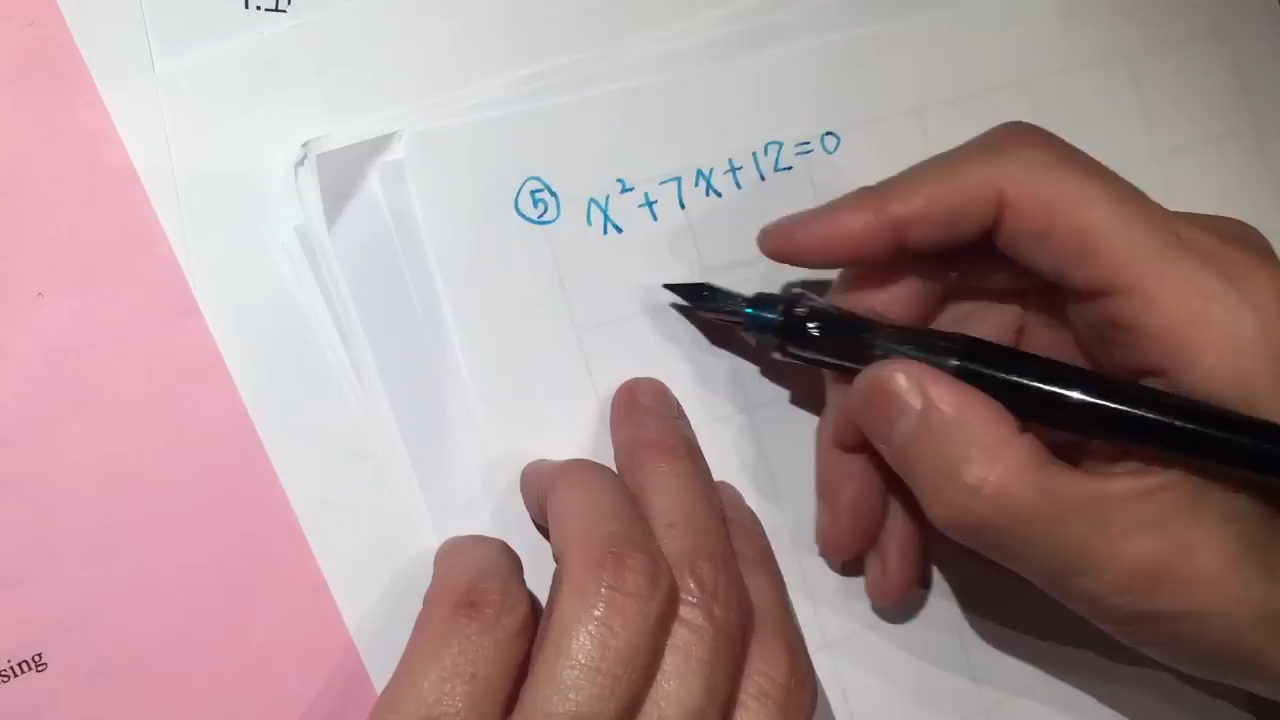 ⑤ x²+7x+12=0
sing